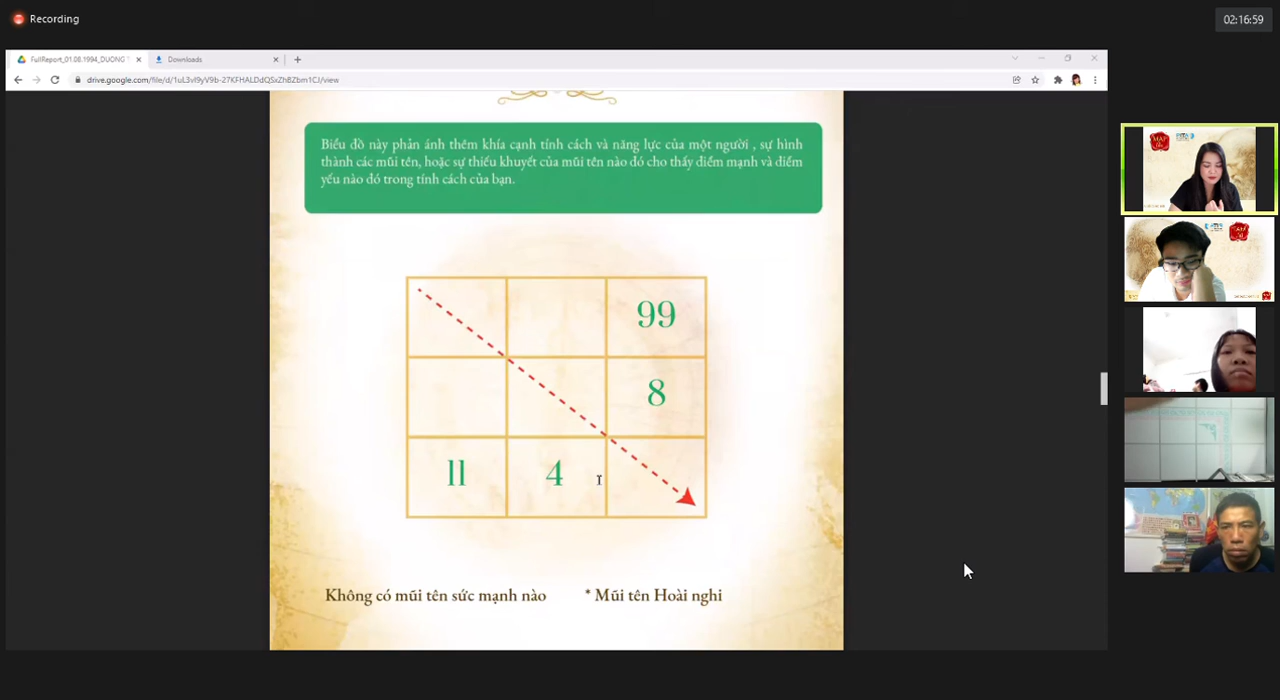 Recording
02:16:59
FullReport_01.08.1994_DUONG
Downloads
drive.google.com/file/d/1uL3vl9yV9b-27KFHALDdQSxZhBZbm1CJ/view
Biểu đồ này phản ánh thêm khía cạnh tính cách và năng lực của một người , sự hình
thành các mũi tên, hoặc sự thiếu khuyết của mũi tên nào đó cho thấy điểm mạnh và điểm
yếu nào đó trong tính cách của bạn.
99
8
11 4
Không có mũi tên sức mạnh nào * Mũi tên Hoài nghi